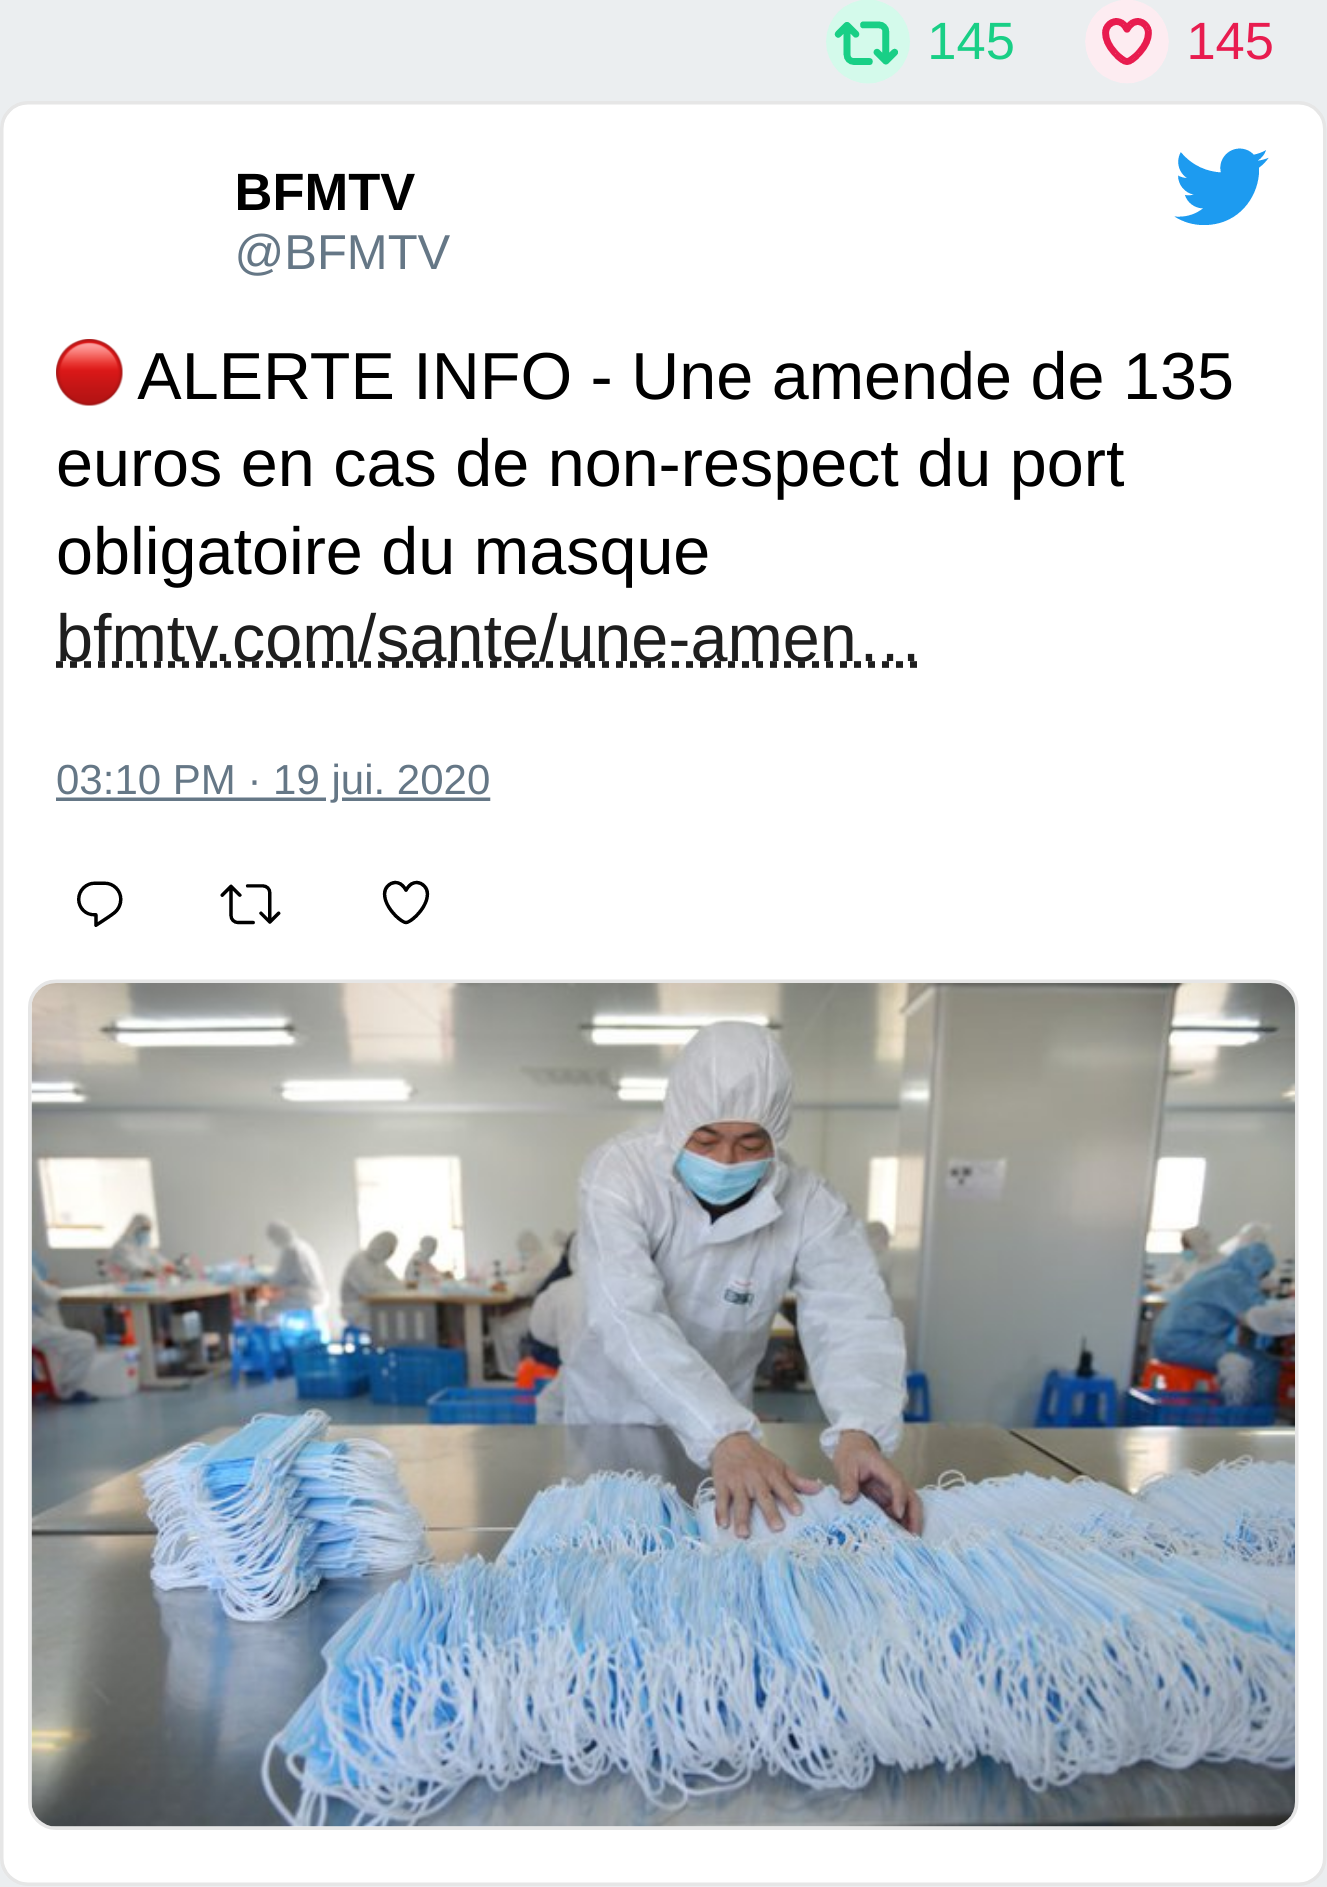 145 145
BFMTV
@BFMTV
🔴 ALERTE INFO - Une amende de 135
euros en cas de non-respect du port
obligatoire du masque
bfmtv.com/sante/une-amen…
03:10 PM · 19 jui. 2020